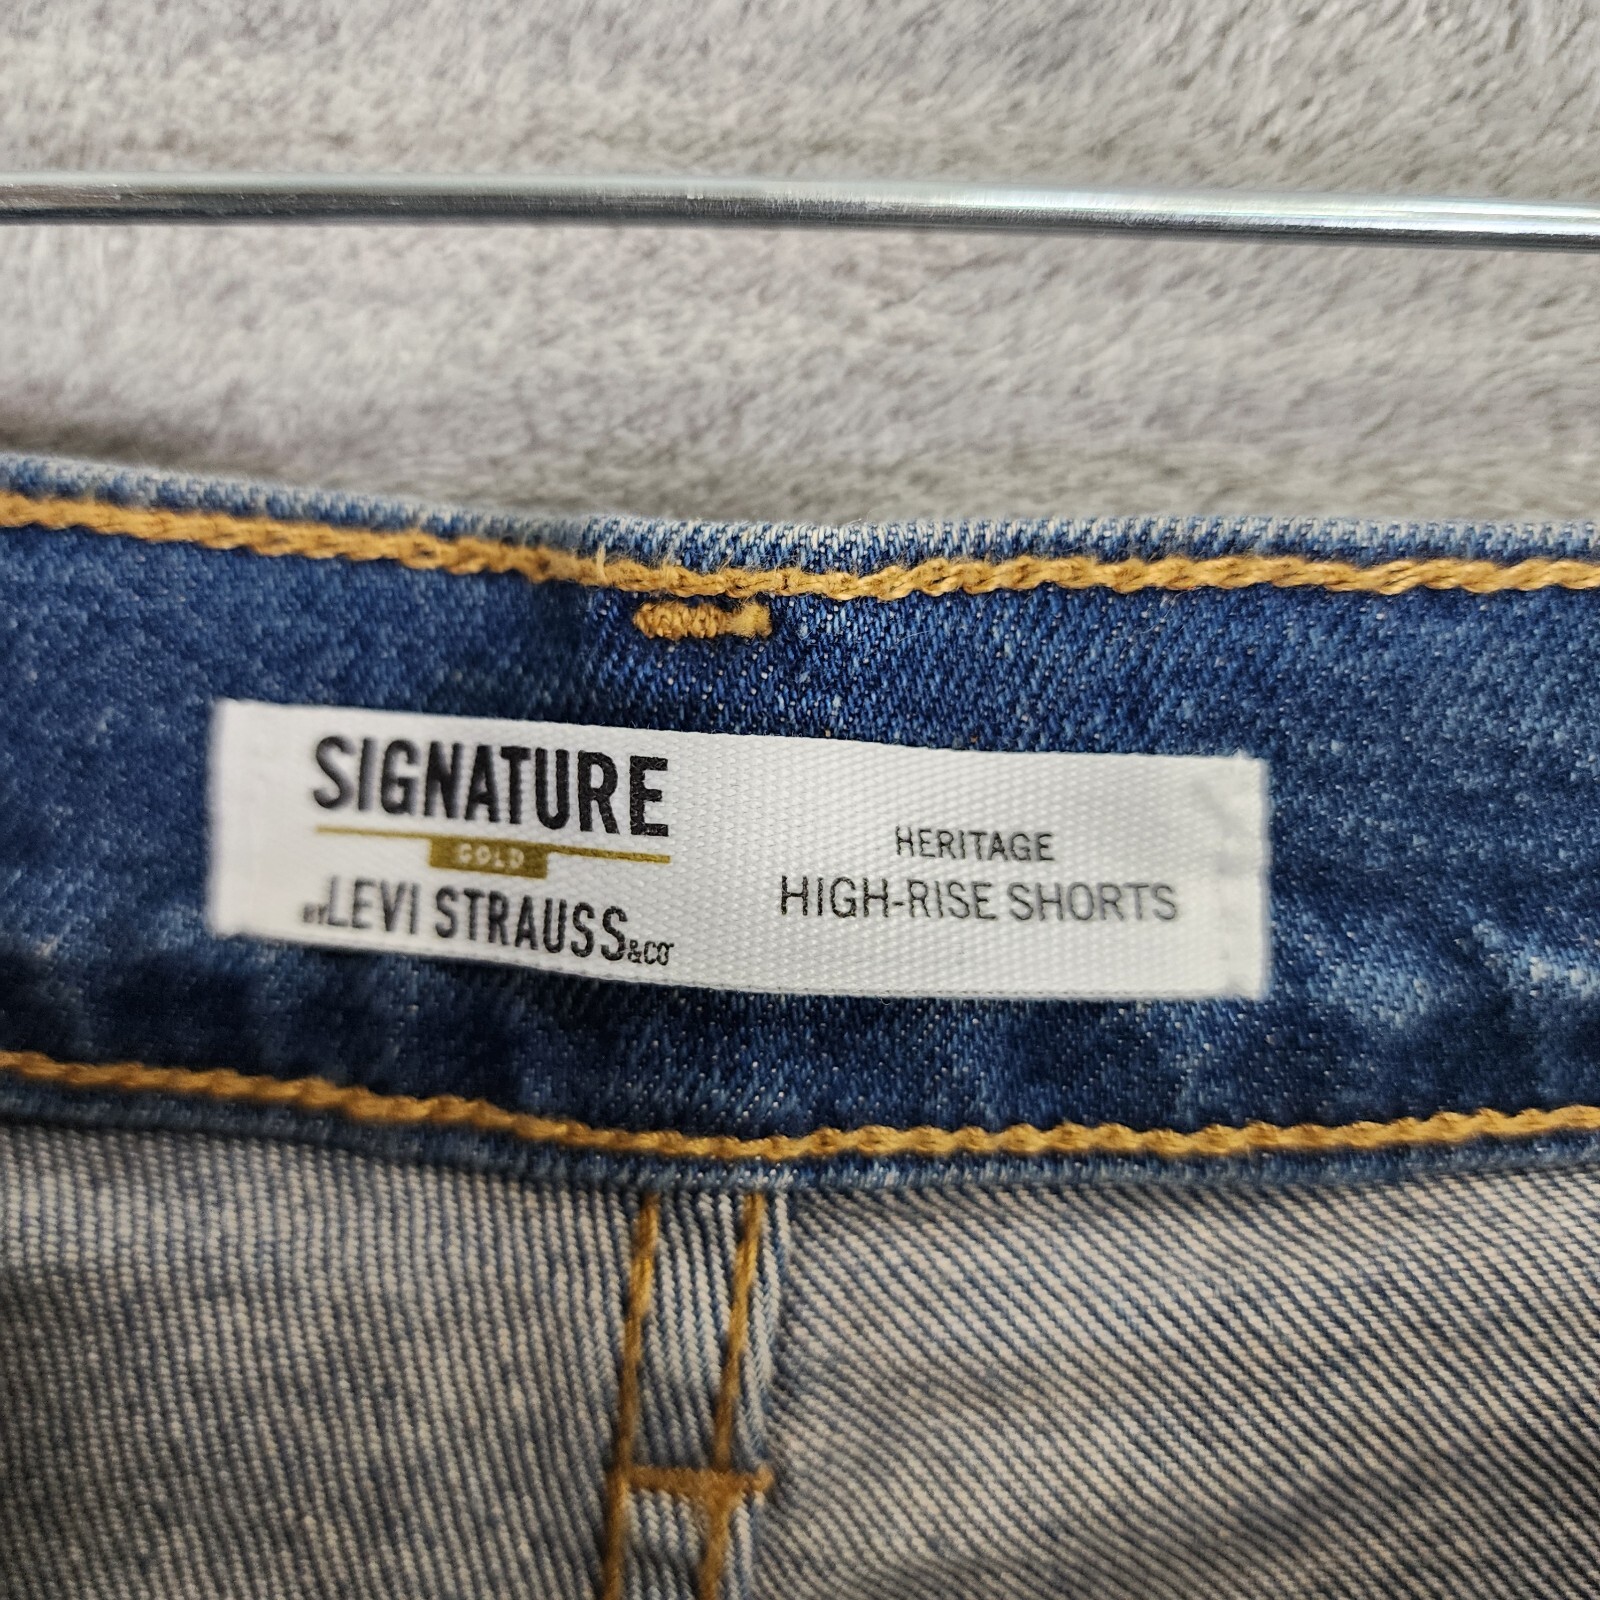 SIGNATURE
GOLD
BY LEVI STRAUSS & CO
HERITAGE
HIGH-RISE SHORTS